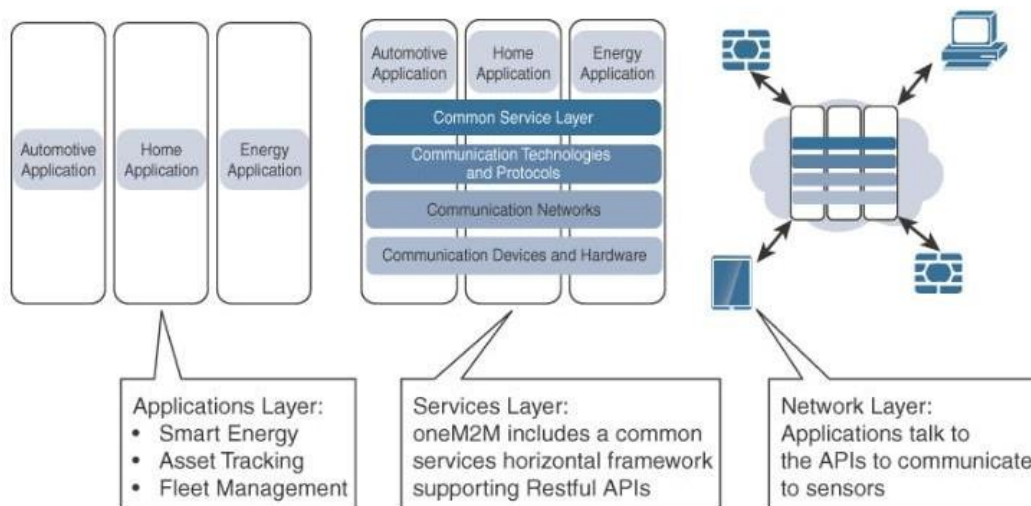 Automotive
Application
Home
Application
Energy
Application
Automotive
Application
Home
Application
Energy
Application
Common Service Layer
Communication Technologies
and Protocols
Communication Networks
Communication Devices and Hardware
Applications Layer:
• Smart Energy
• Asset Tracking
• Fleet Management
Services Layer:
oneM2M includes a common
services horizontal framework
supporting Restful APIs
Network Layer:
Applications talk to
the APIs to communicate
to sensors